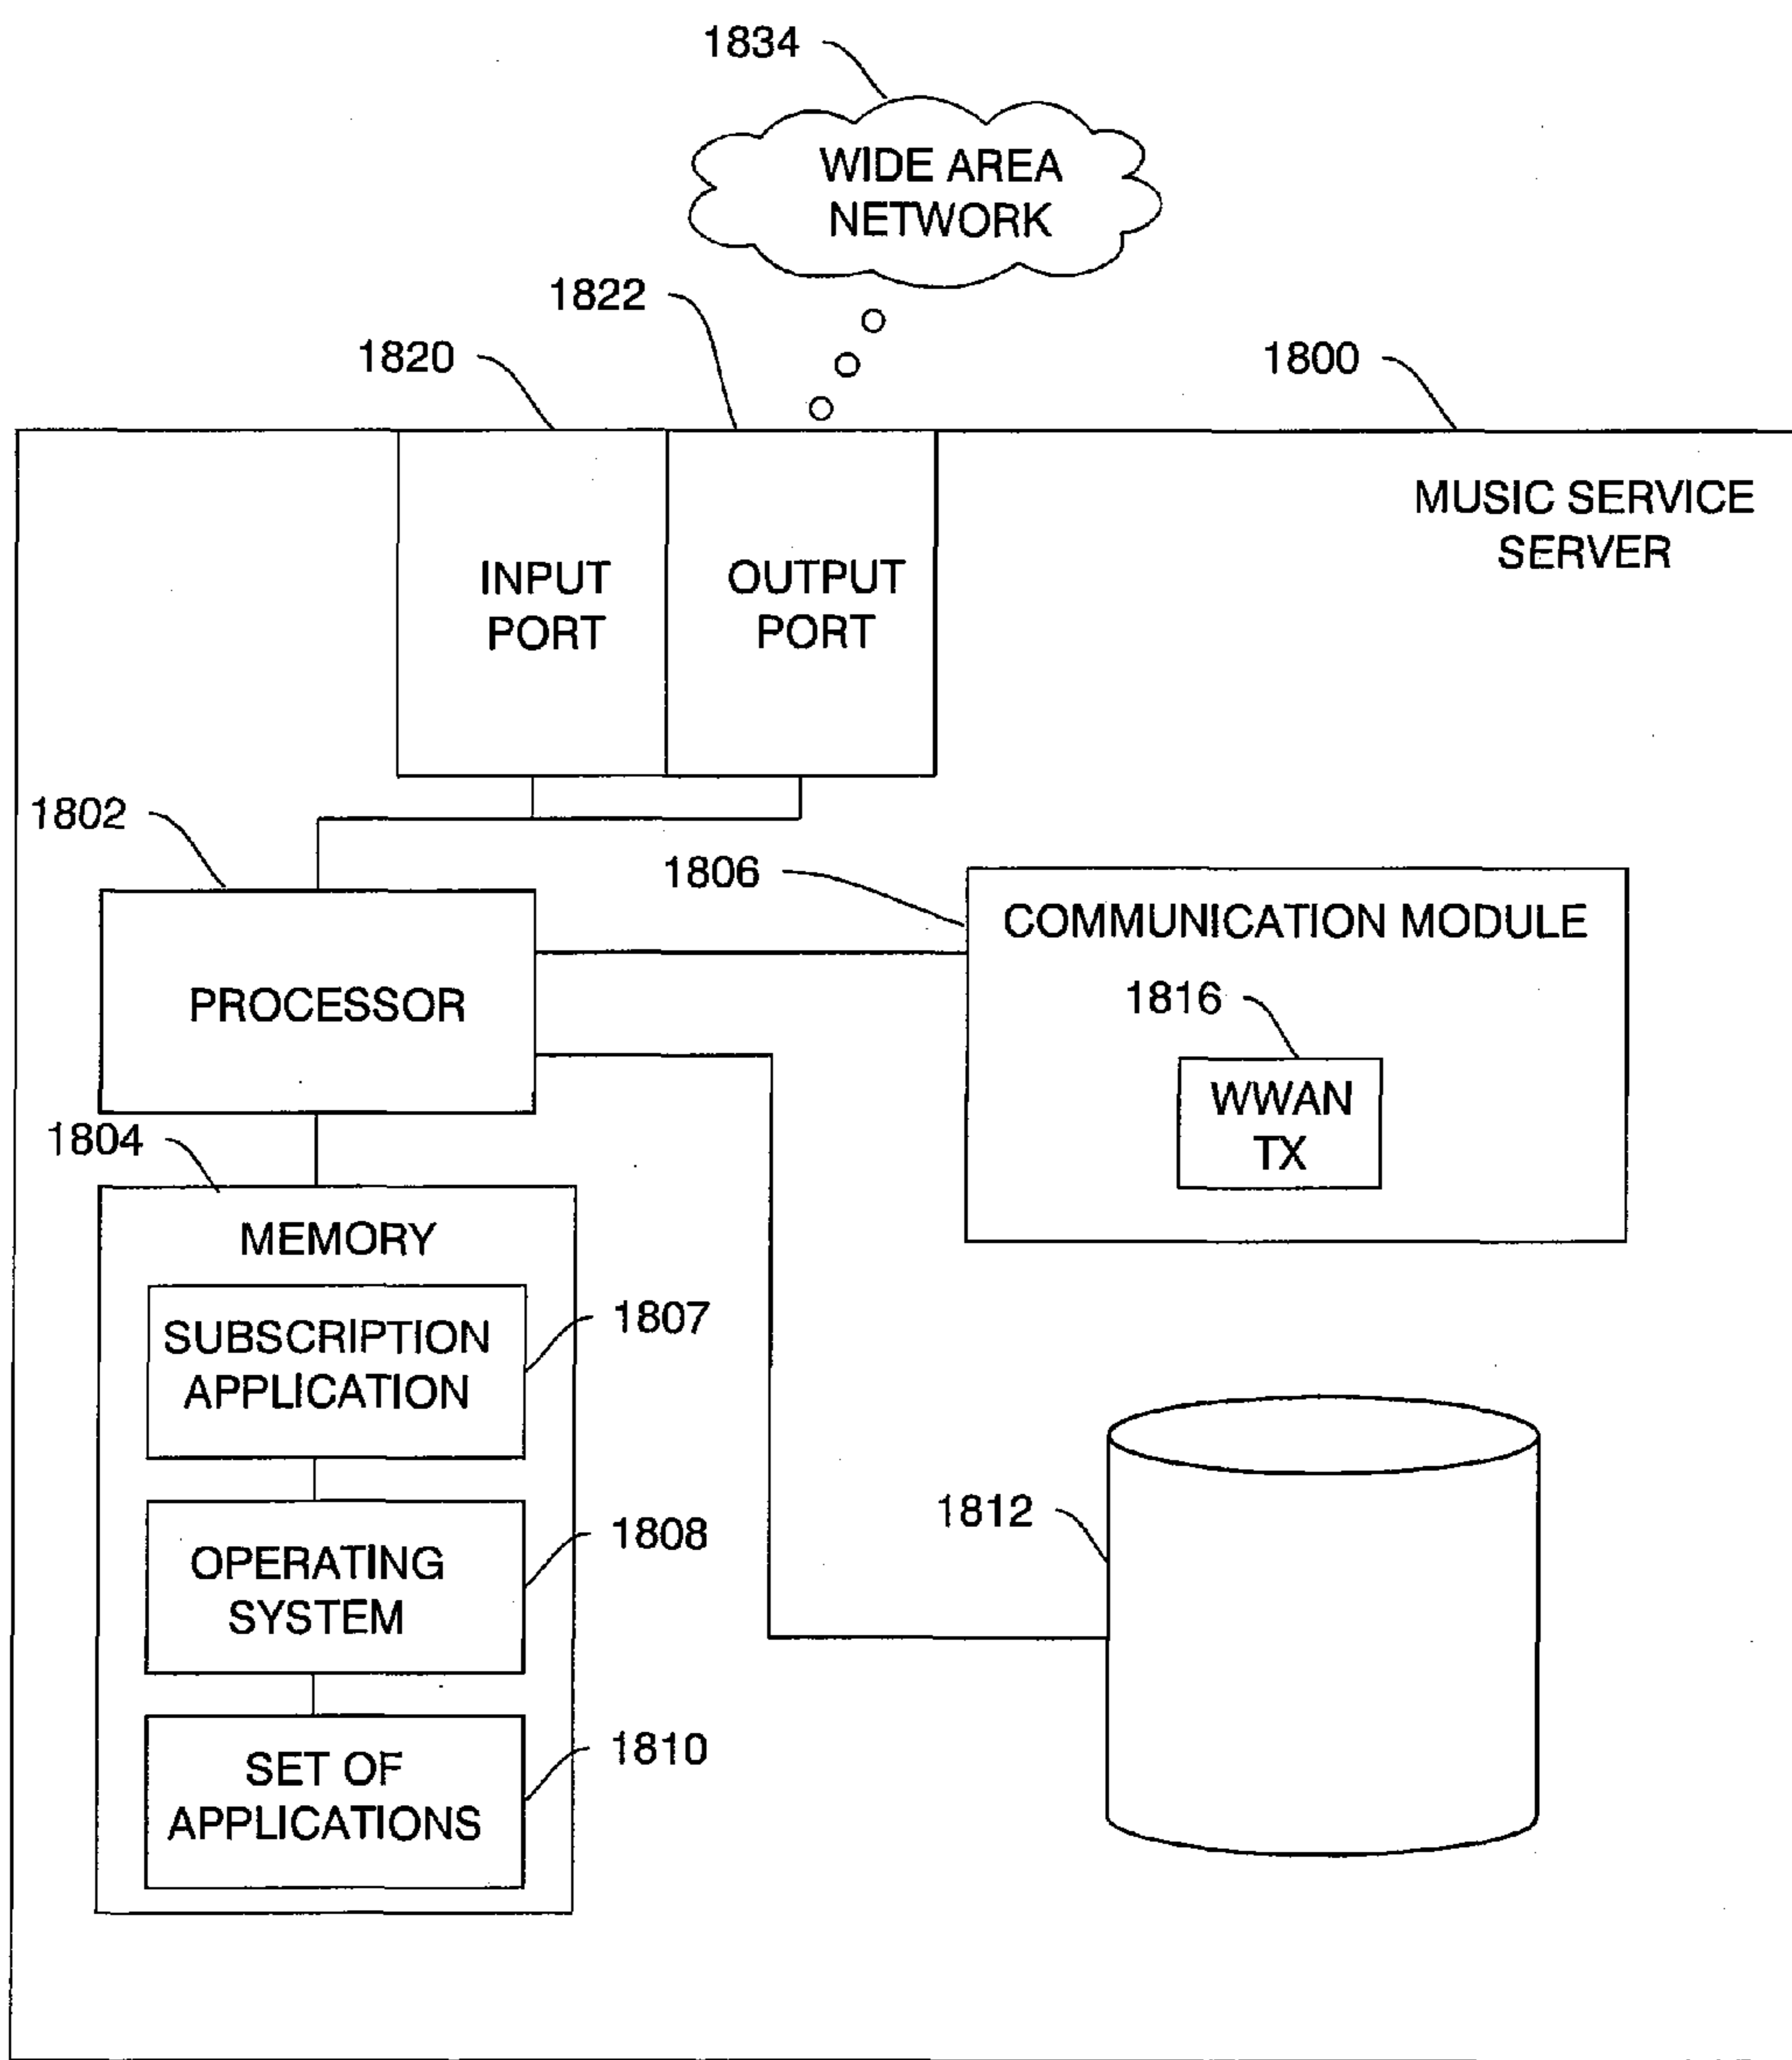 1834
WIDE AREA
NETWORK
1822
1820
1800
MUSIC SERVICE
SERVER
INPUT
PORT
OUTPUT
PORT
1802
1806
COMMUNICATION MODULE
PROCESSOR
1816
WWAN
TX
1804
MEMORY
SUBSCRIPTION
APPLICATION
1807
OPERATING
SYSTEM
1808
1812
SET OF
APPLICATIONS
1810